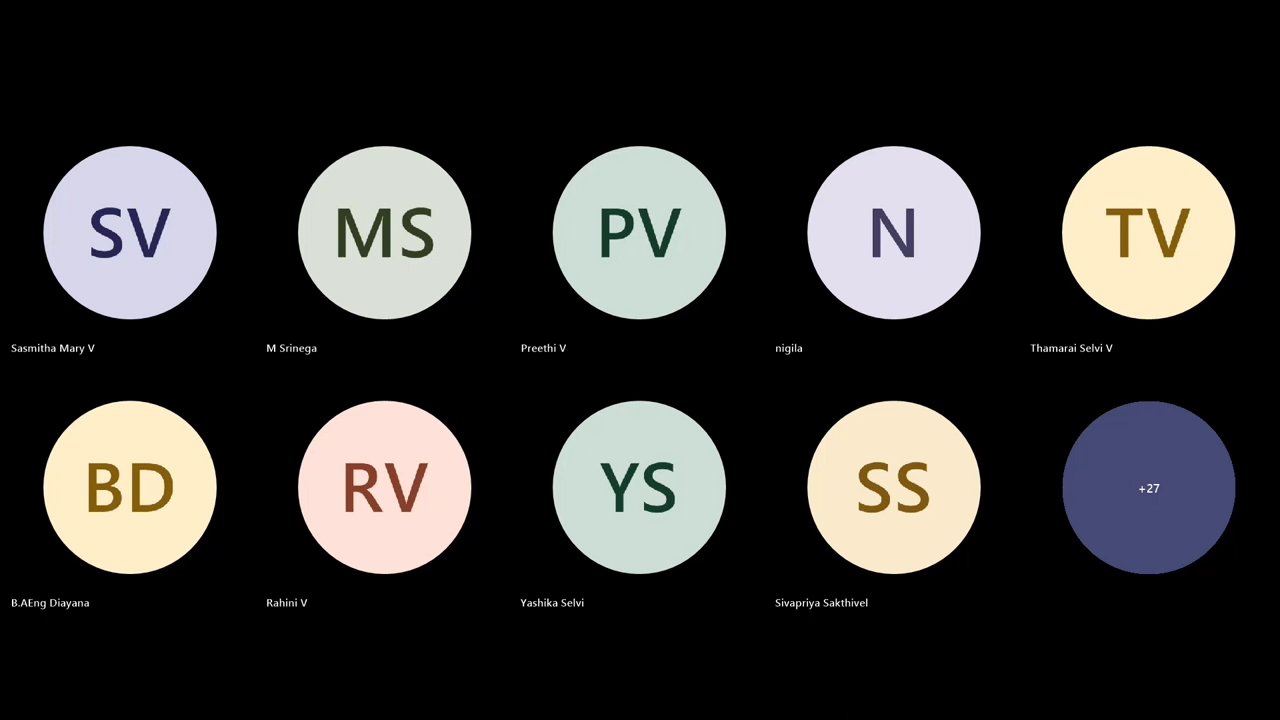 SV
MS
PV
N
TV
Sasmitha Mary V
M Srinega
Preethi V
nigila
Thamarai Selvi V
BD
RV
YS
SS
+27
B.AEng Diayana
Rahini V
Yashika Selvi
Sivapriya Sakthivel